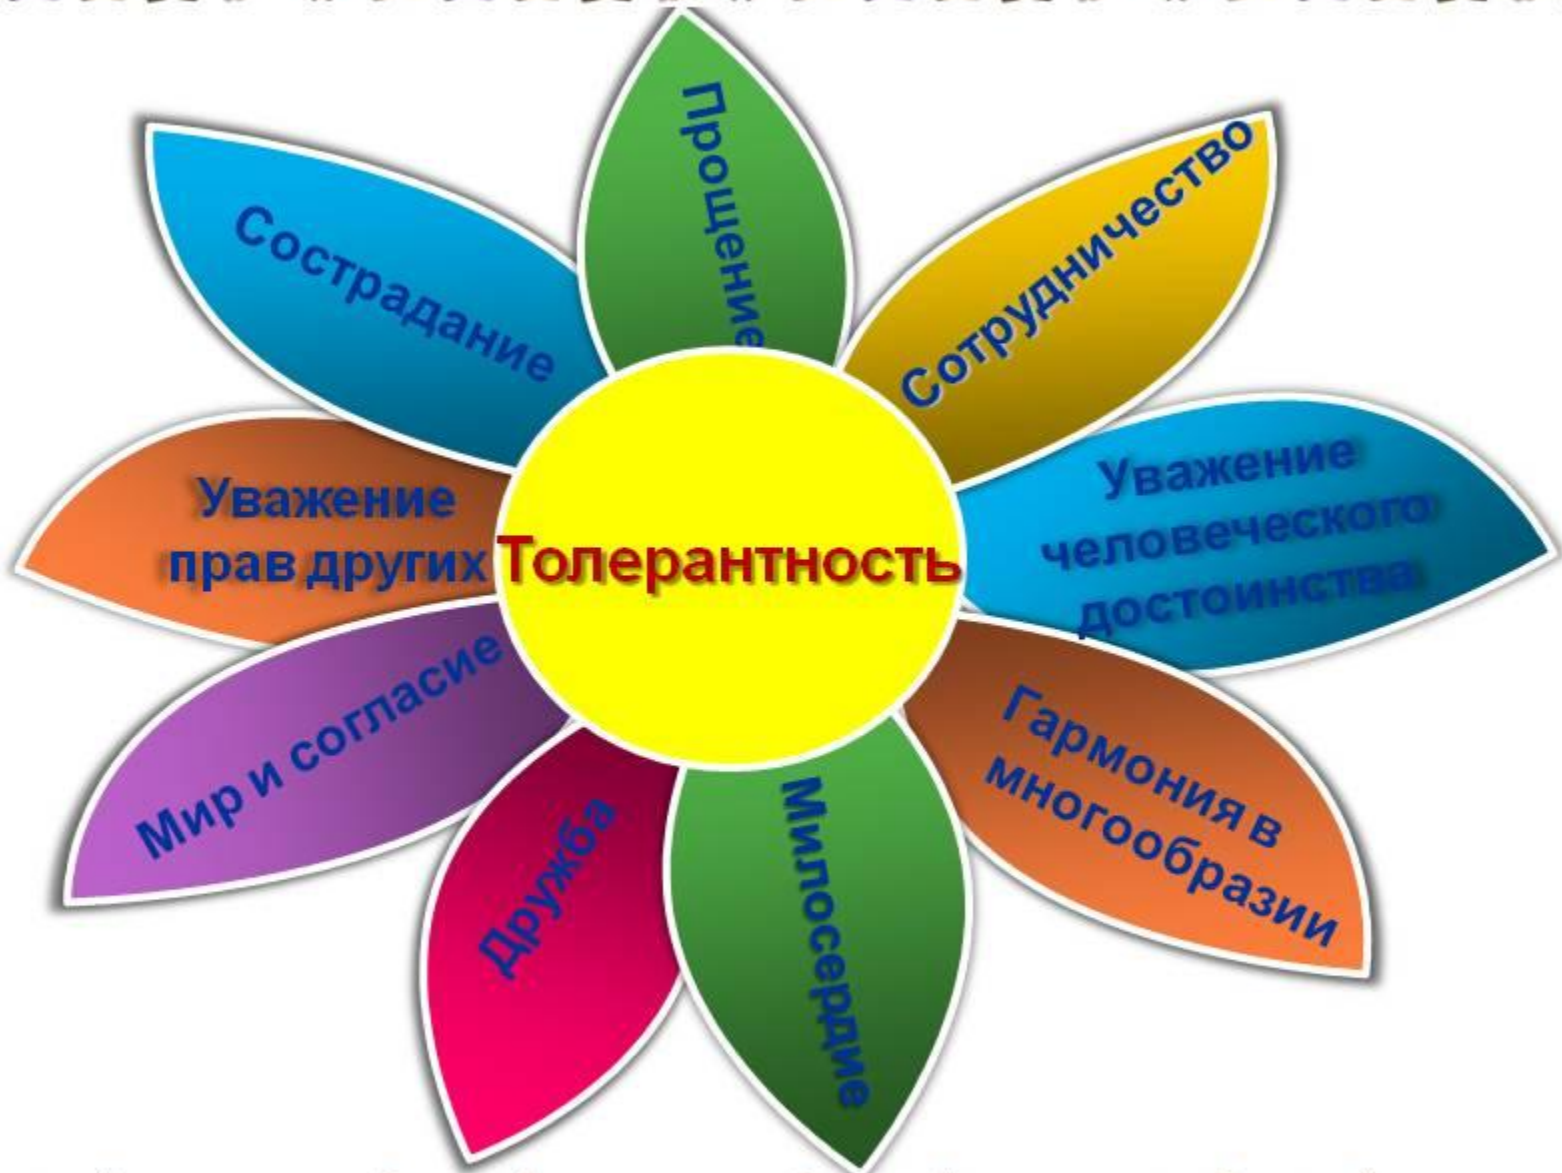 Прощение
Сотрудничество
Сострадание
Уважение
человеческого
достоинства
Уважение
прав других
Толерантность
Мир и согласие
Гармония в
многообразии
Дружба
Милосердие